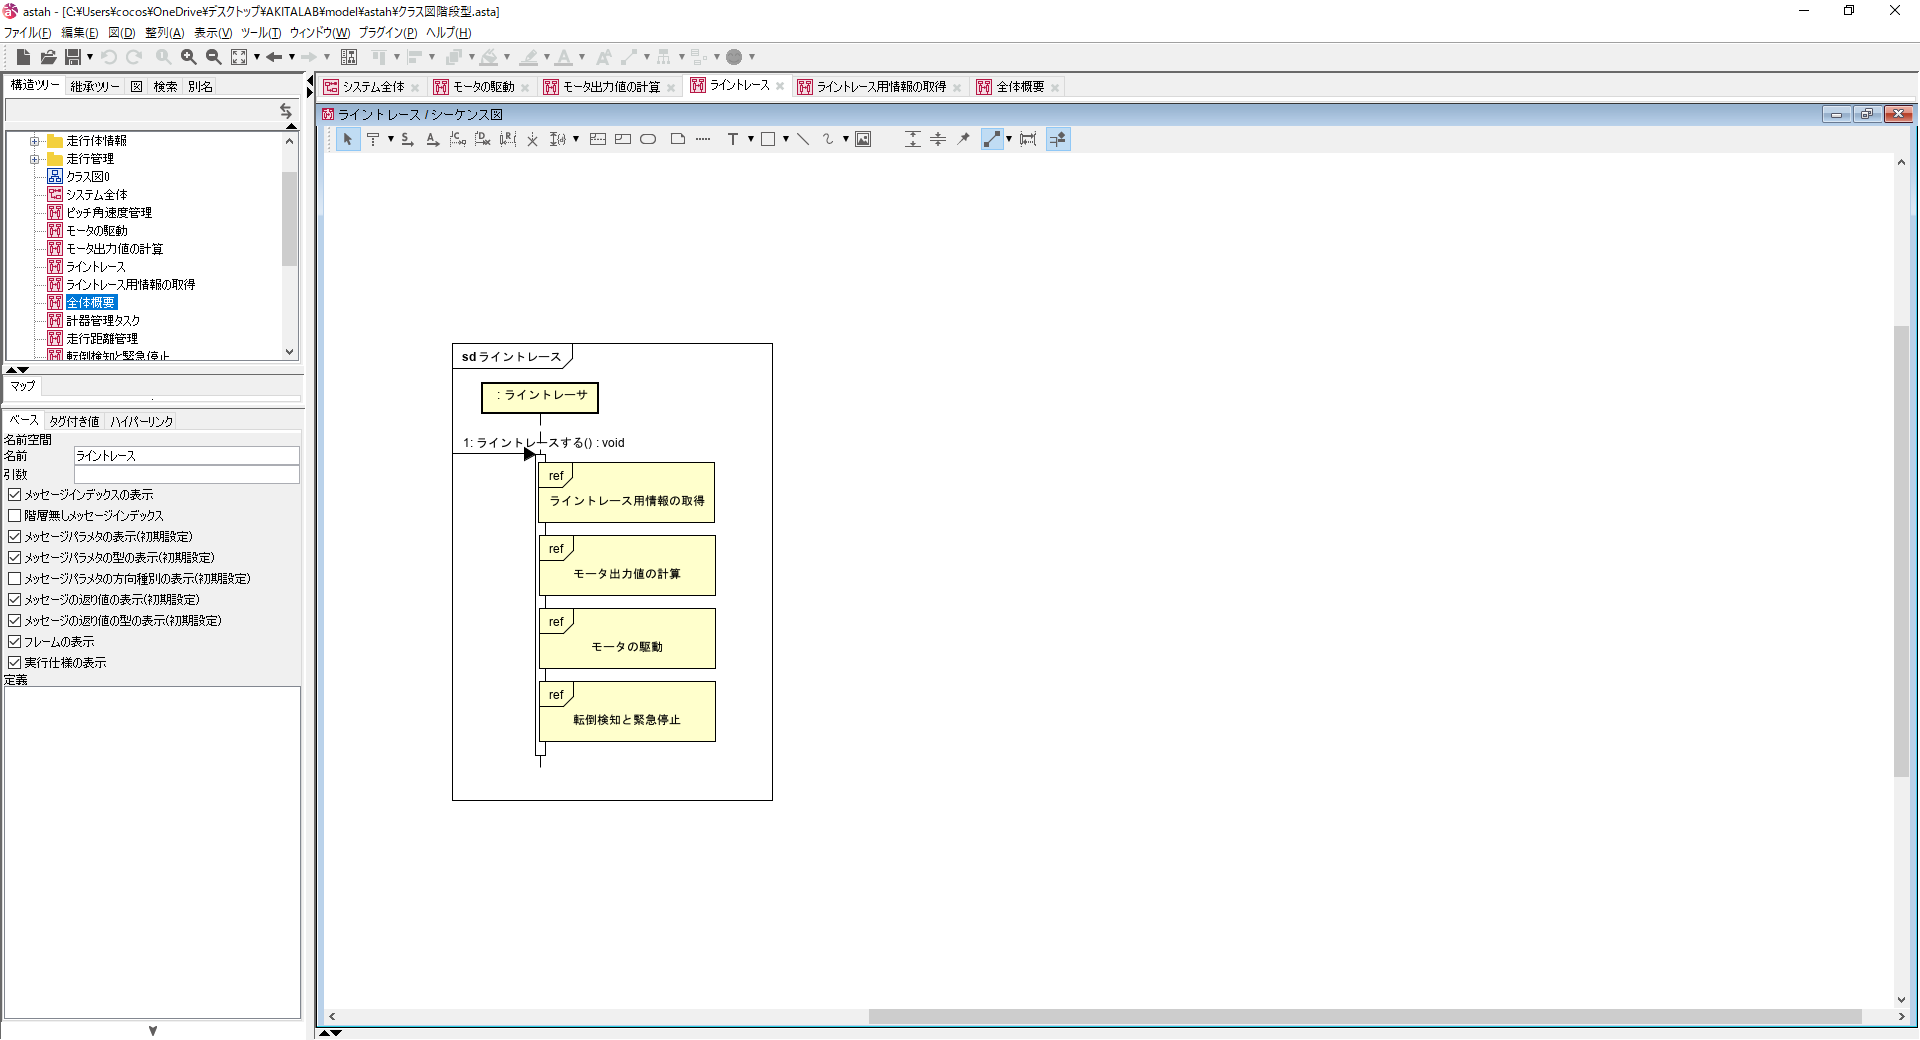 astah - [C:¥Users¥cocos¥OneDrive¥デスクトップ¥AKITALAB¥model¥astah¥クラス図階段型.asta]
ファイル(F) 編集(E) 図(D) 整列(A) 表示(V) ツール(T) ウィンドウ(W) プラグイン(P) ヘルプ(H)
構造ツリー 継承ツリー 図 検索 別名
システム全体 モータの駆動 モータ出力値の計算 ライントレース ライントレース用情報の取得 全体概要
ライントレース / シーケンス図
走行体情報
走行管理
クラス図0
システム全体
ピッチ角速度管理
モータの駆動
モータ出力値の計算
ライントレース
ライントレース用情報の取得
全体概要
計器管理タスク
走行距離管理
転倒検知と緊急停止
マップ
ベース タグ付き値 ハイパーリンク
名前空間
名前 ライントレース
引数
メッセージインデックスの表示
階層無しメッセージインデックス
メッセージパラメタの表示(初期設定)
メッセージパラメタの型の表示(初期設定)
メッセージパラメタの方向種別の表示(初期設定)
メッセージの返り値の表示(初期設定)
メッセージの返り値の型の表示(初期設定)
フレームの表示
実行仕様の表示
定義
sd ライントレース
: ライントレーサ
1: ライントレースする() : void
ref
ライントレース用情報の取得
ref
モータ出力値の計算
ref
モータの駆動
ref
転倒検知と緊急停止